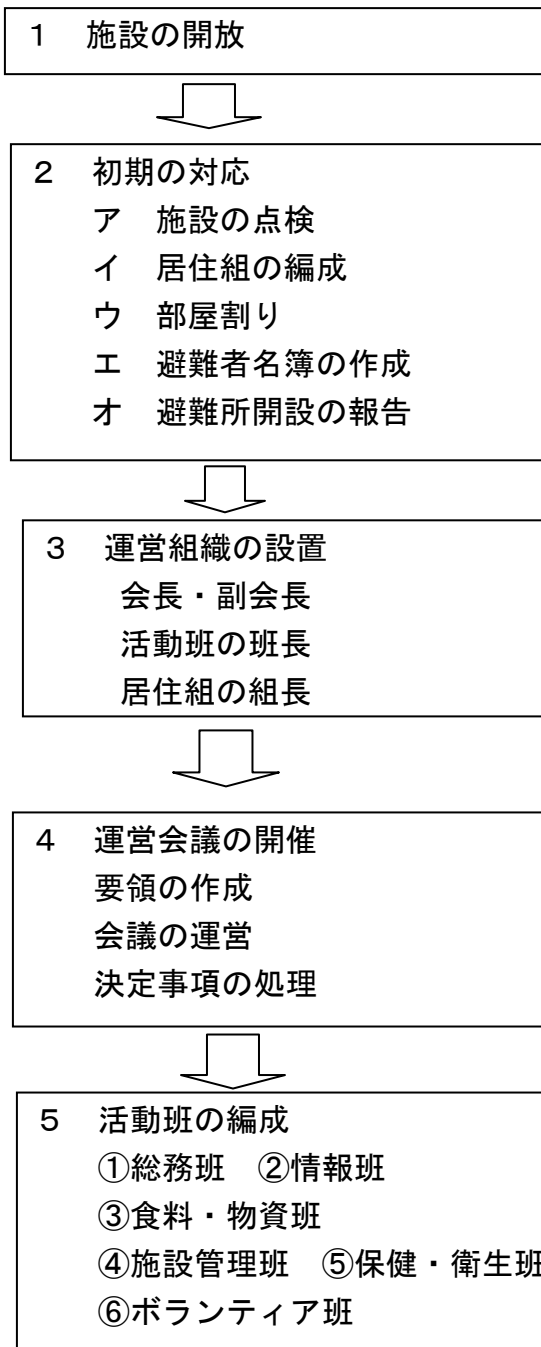 １　施設の開放
２　初期の対応
ア　施設の点検
イ　居住組の編成
ウ　部屋割り
エ　避難者名簿の作成
オ　避難所開設の報告
３　運営組織の設置
会長・副会長
活動班の班長
居住組の組長
４　運営会議の開催
要領の作成
会議の運営
決定事項の処理
５　活動班の編成
①総務班　②情報班
③食料・物資班
④施設管理班　⑤保健・衛生班
⑥ボランティア班